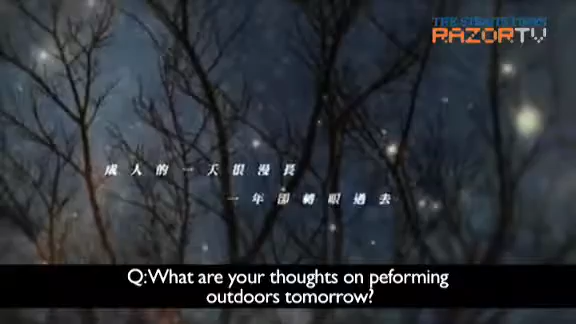 THE STRAITS TIMES
RAZORTV
成人的一天很漫長
一年卻轉眼過去
Q:What are your thoughts on peforming
outdoors tomorrow?